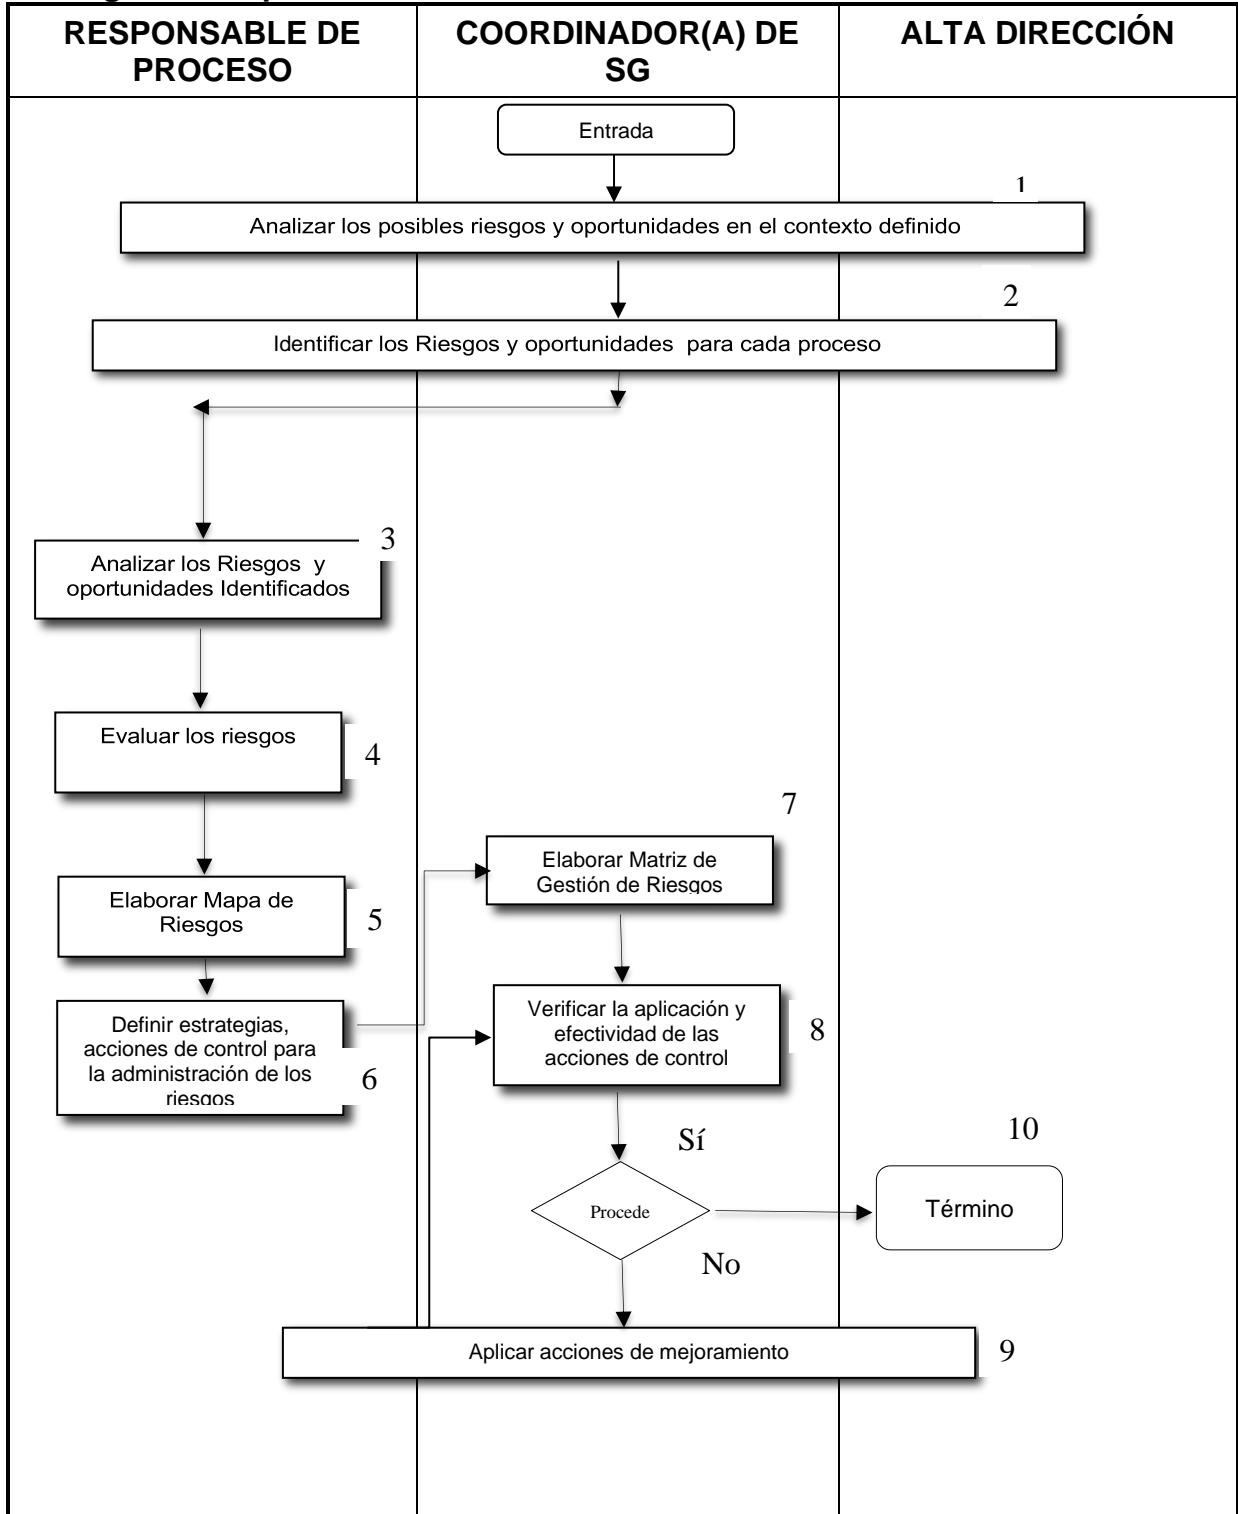 RESPONSABLE DE
PROCESO
COORDINADOR(A) DE
SG
ALTA DIRECCIÓN
Entrada
1
Analizar los posibles riesgos y oportunidades en el contexto definido
2
Identificar los Riesgos y oportunidades para cada proceso
3
Analizar los Riesgos y
oportunidades Identificados
Evaluar los riesgos
4
7
Elaborar Matriz de
Gestión de Riesgos
Elaborar Mapa de
Riesgos
5
Definir estrategias,
acciones de control para
la administración de los
riesgos
6
Verificar la aplicación y
efectividad de las
acciones de control
8
Sí
10
Procede
Término
No
Aplicar acciones de mejoramiento
9